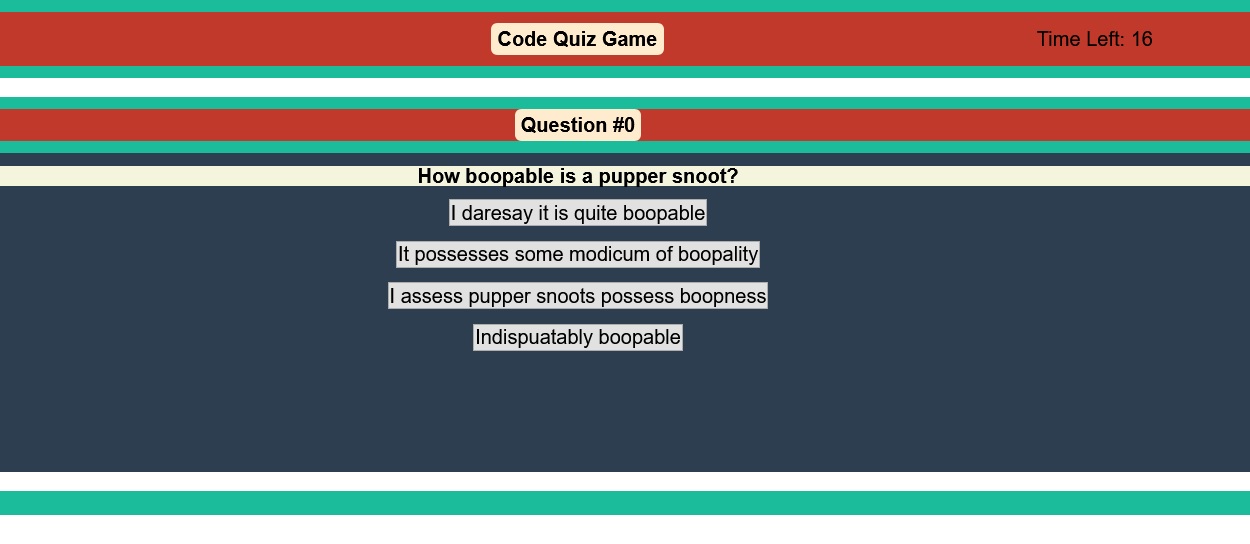 Code Quiz Game
Time Left: 16
Question #0
How boopable is a pupper snoot?
I daresay it is quite boopable
It possesses some modicum of boopality
I assess pupper snoots possess boopness
Indispuatably boopable